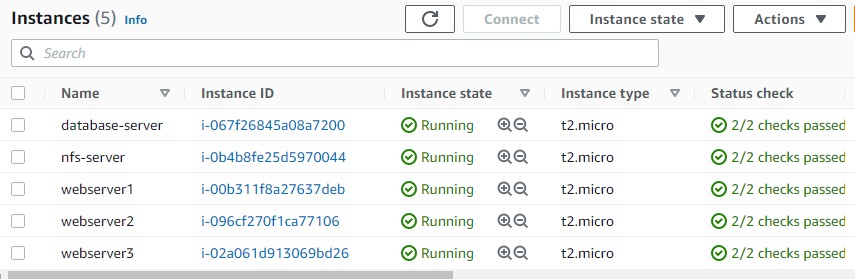 Instances (5) Info Connect Instance state Actions
Search
Name Instance ID Instance state Instance type Status check
database-server i-067f26845a08a7200 Running t2.micro 2/2 checks passed
nfs-server i-0b4b8fe25d5970044 Running t2.micro 2/2 checks passed
webserver1 i-00b311f8a27637deb Running t2.micro 2/2 checks passed
webserver2 i-096cf270f1ca77106 Running t2.micro 2/2 checks passed
webserver3 i-02a061d913069bd26 Running t2.micro 2/2 checks passed